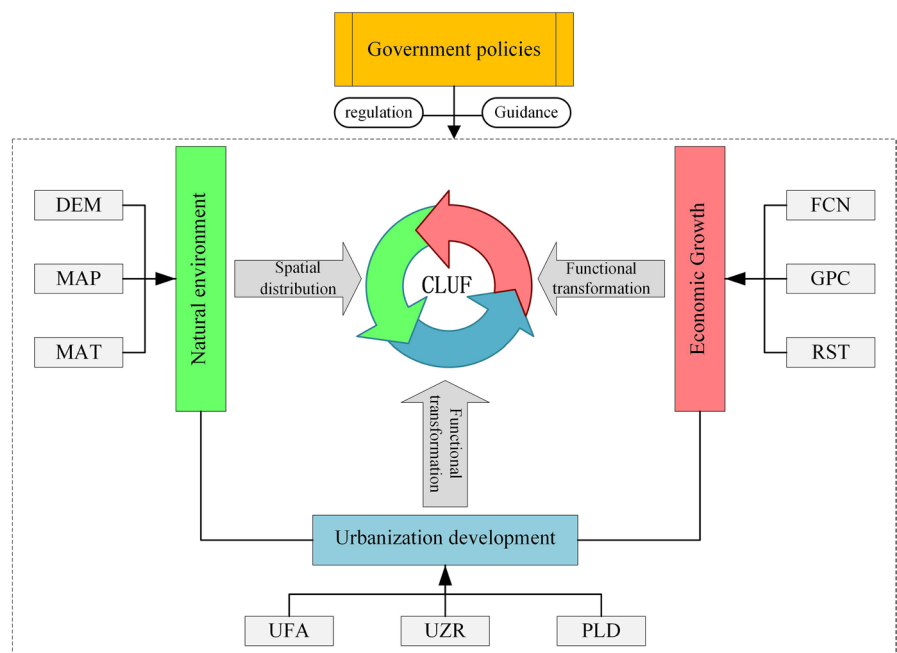 Government policies
regulation
Guidance
DEM
MAP
MAT
Natural environment
Spatial
distribution
CLUF
Functional
transformation
Economic Growth
FCN
GPC
RST
Functional
transformation
Urbanization development
UFA
UZR
PLD